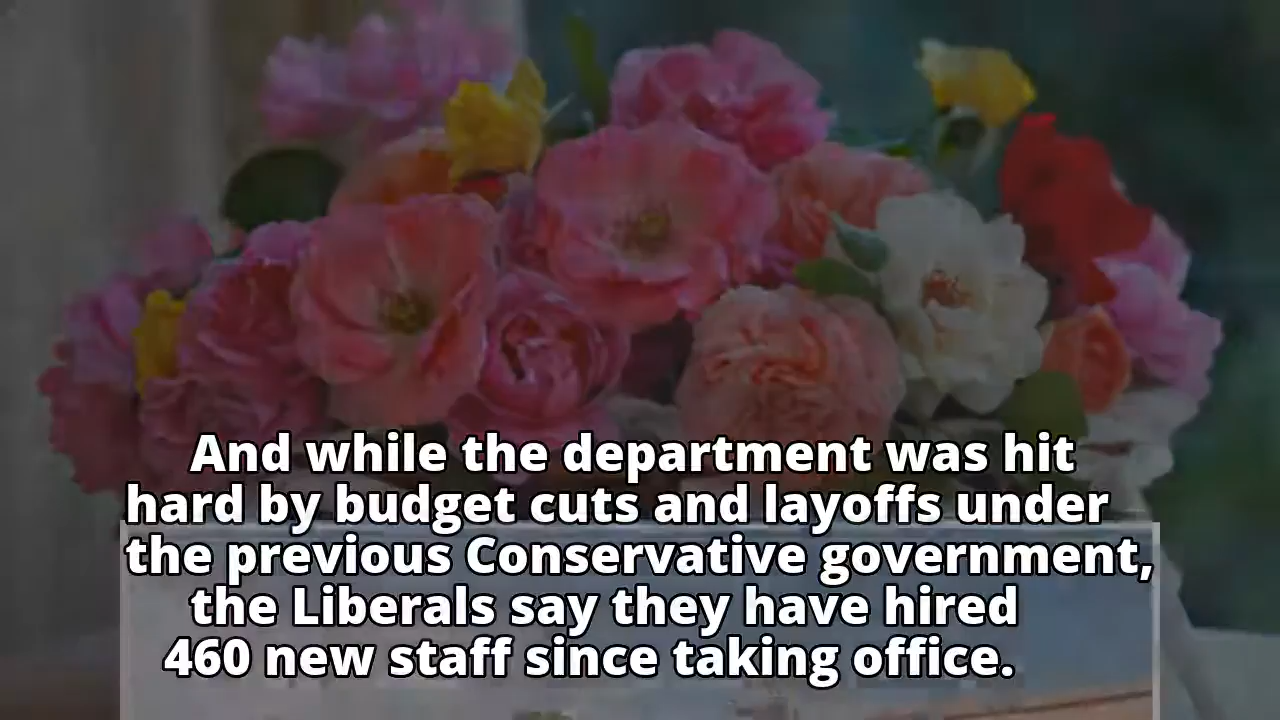 And while the department was hit
hard by budget cuts and layoffs under
the previous Conservative government,
the Liberals say they have hired
460 new staff since taking office.